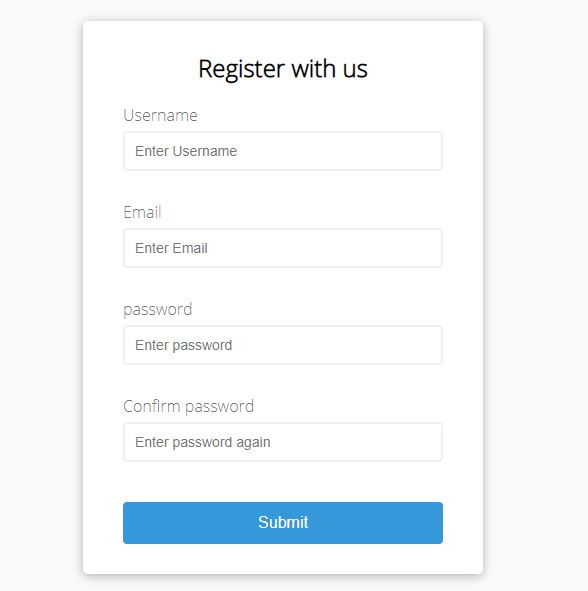 Register with us
Username
Enter Username
Email
Enter Email
password
Enter password
Confirm password
Enter password again
Submit